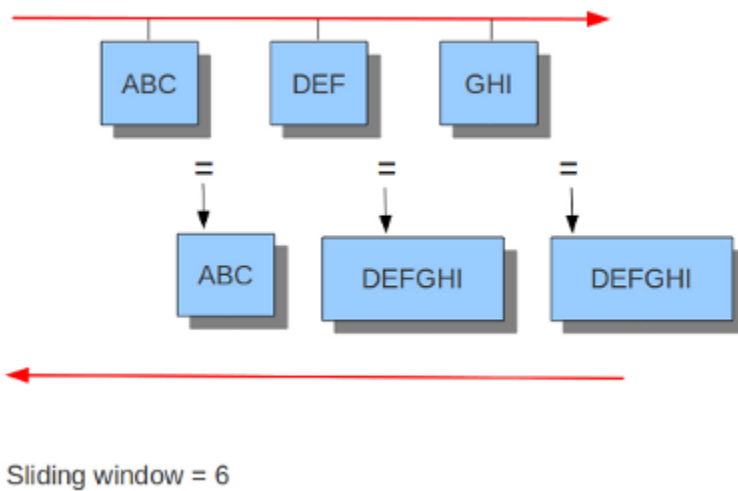 ABC DEF GHI
= = =
ABC DEFGHI DEFGHI
Sliding window = 6